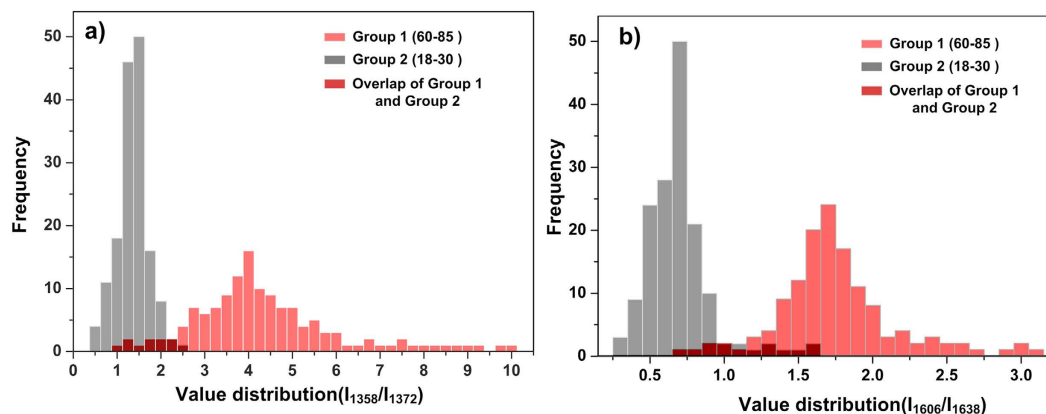 a)
Group 1 (60-85 )
Group 2 (18-30 )
Overlap of Group 1
and Group 2
Frequency
50
40
30
20
10
0
1 2 3 4 5 6 7 8 9 10
Value distribution(I1358/I1372)
b)
Group 1 (60-85 )
Group 2 (18-30 )
Overlap of Group 1
and Group 2
Frequency
50
40
30
20
10
0
0.5 1.0 1.5 2.0 2.5 3.0
Value distribution(I1606/I1638)